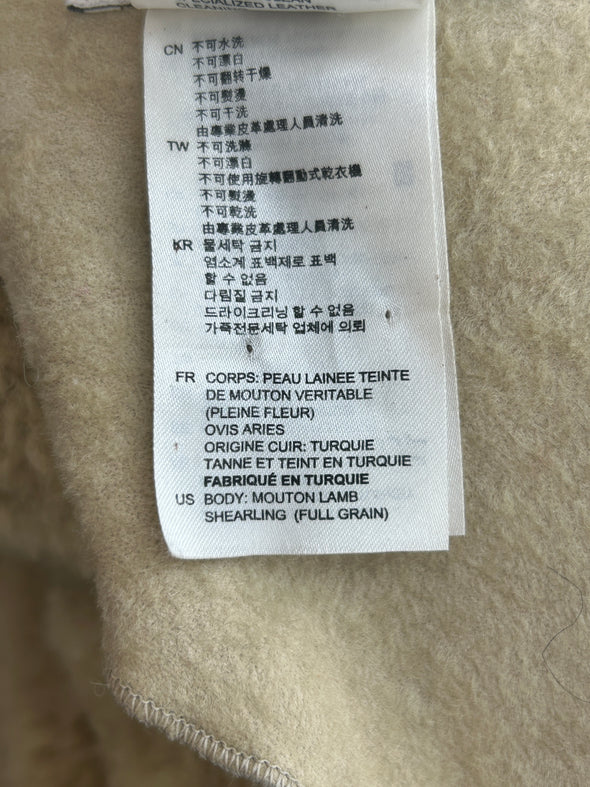 CLEANING LEATHER
CN 不可水洗
不可漂白
不可翻转干燥
不可熨燙
不可干洗
由專業皮革處理人員清洗
TW 不可洗滌
不可漂白
不可使用旋轉翻動式乾衣機
不可熨燙
不可乾洗
由專業皮革處理人員清洗
KR 물세탁 금지
염소계 표백제로 표백
할 수 없음
다림질 금지
드라이크리닝 할 수 없음
가죽전문세탁 업체에 의뢰
FR CORPS: PEAU LAINEE TEINTE
DE MOUTON VERITABLE
(PLEINE FLEUR)
OVIS ARIES
ORIGINE CUIR: TURQUIE
TANNE ET TEINT EN TURQUIE
FABRIQUÉ EN TURQUIE
US BODY: MOUTON LAMB
SHEARLING (FULL GRAIN)